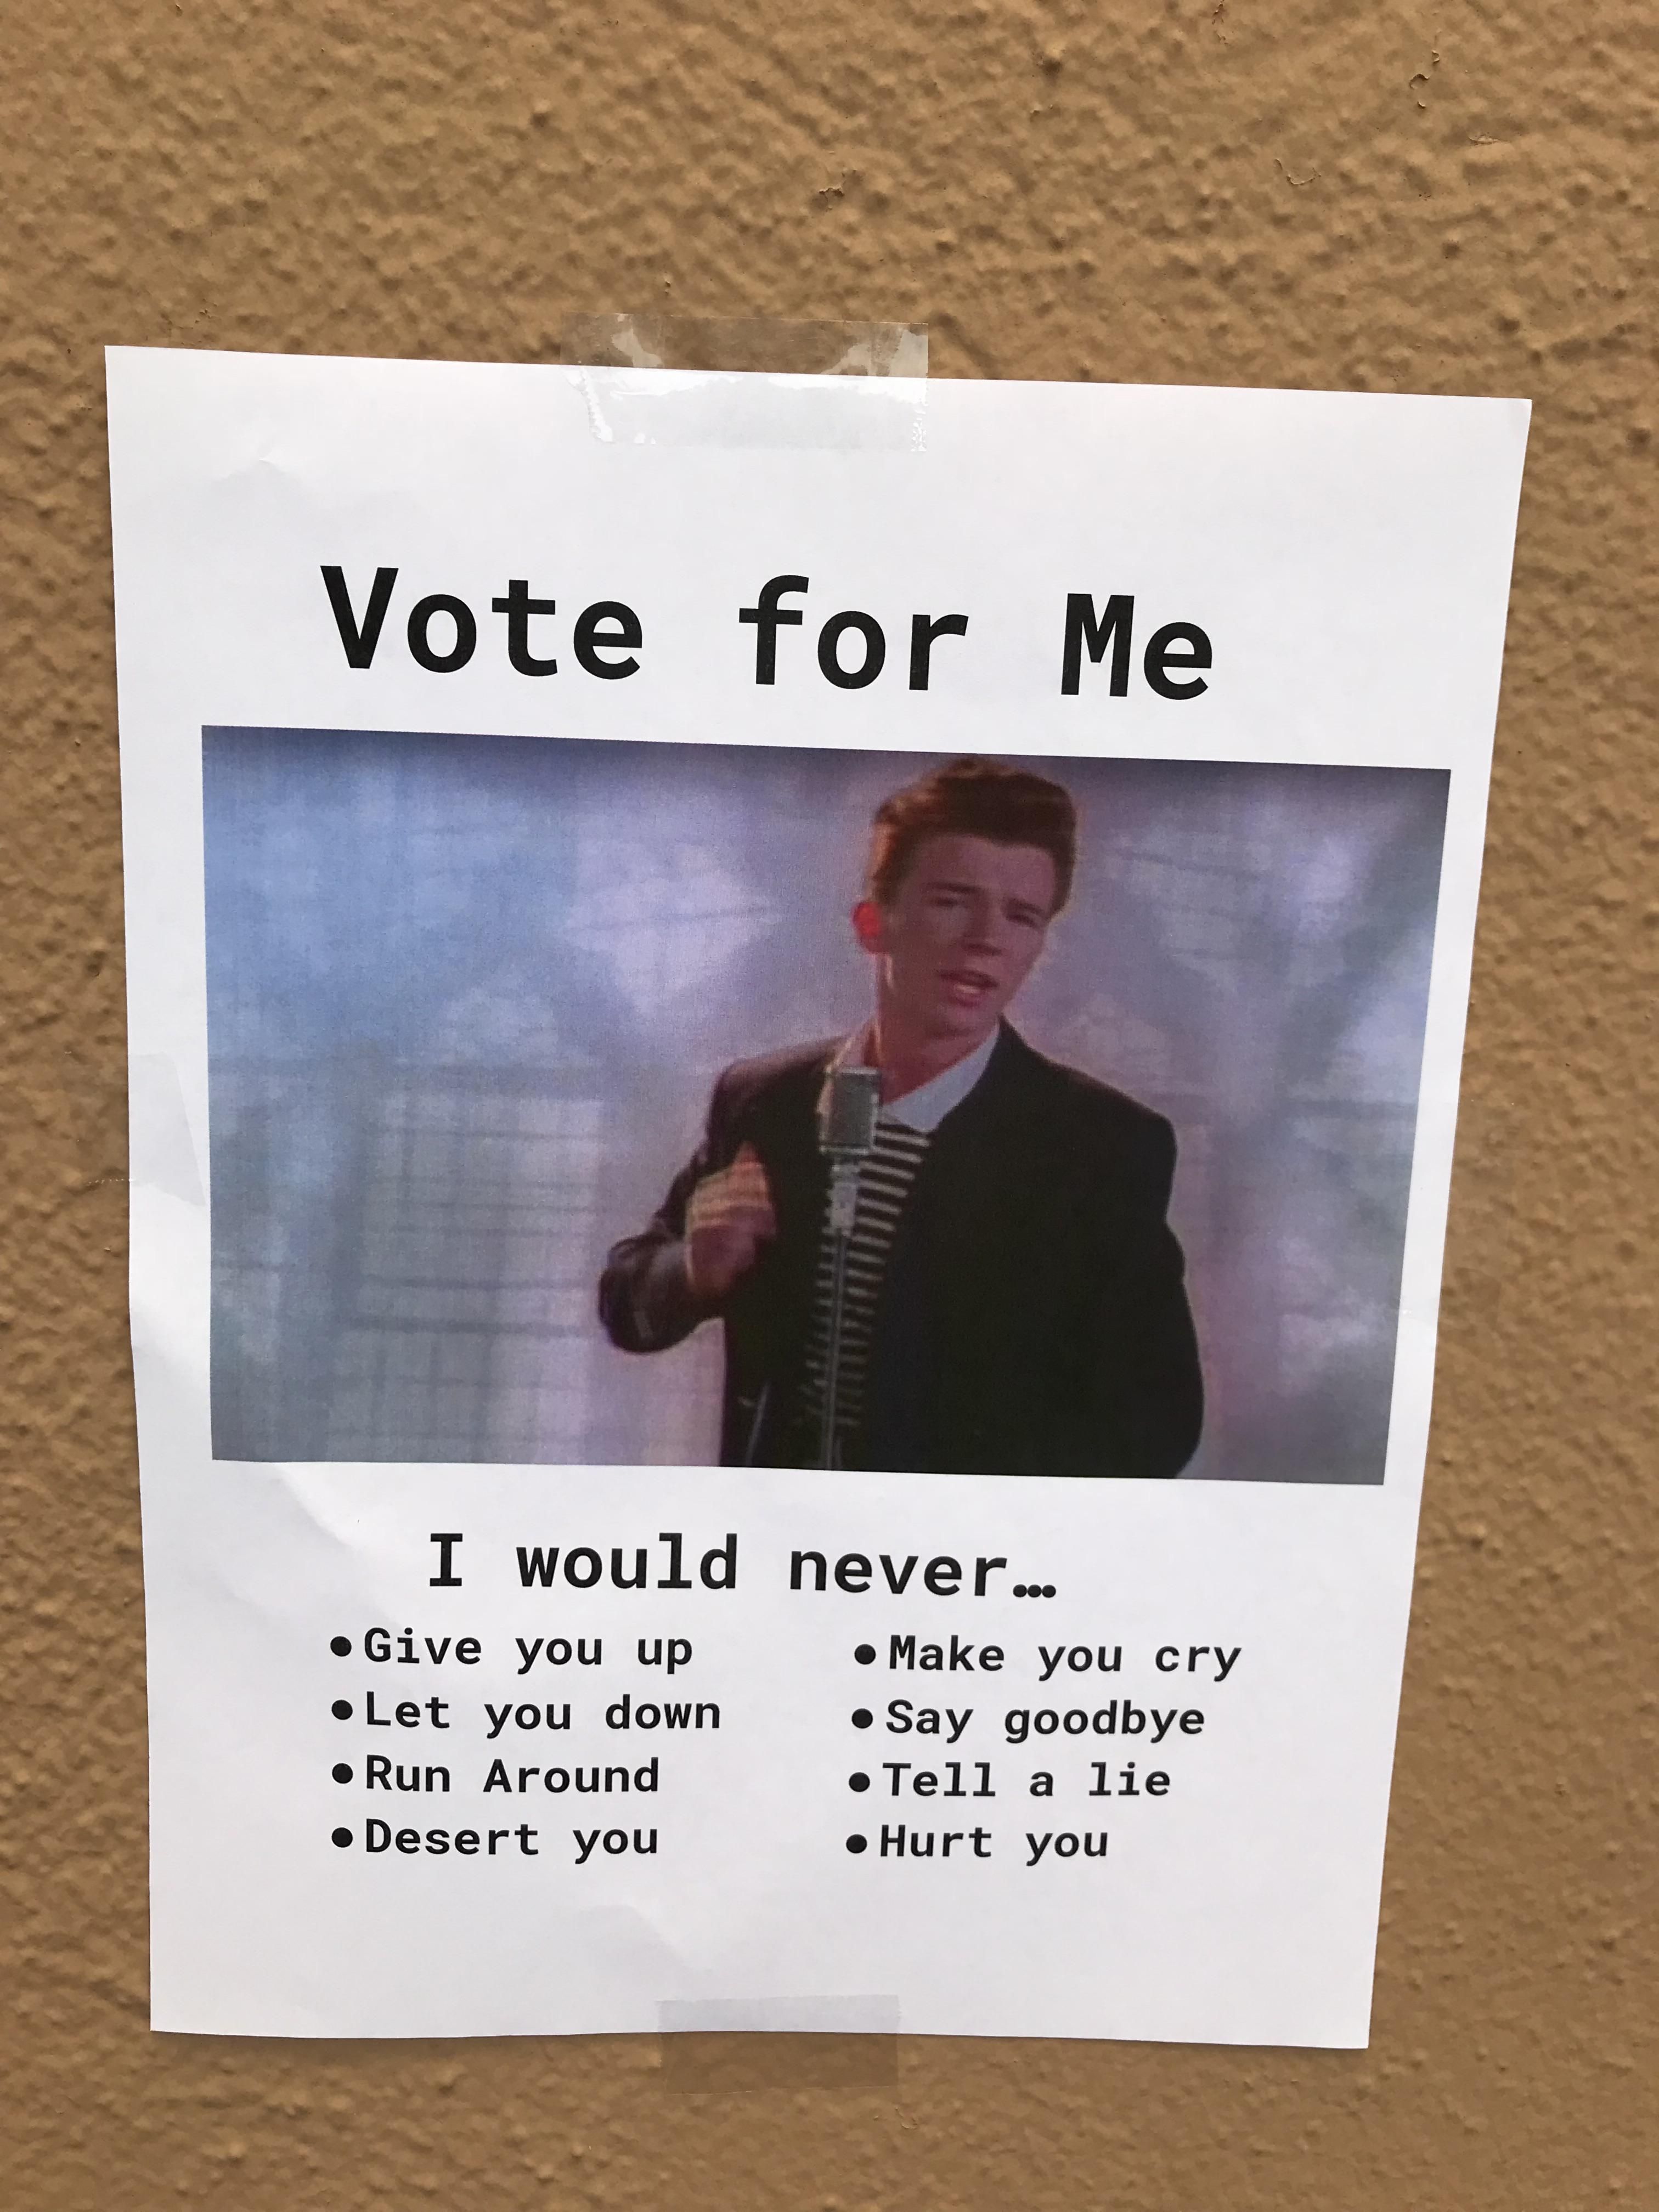 Vote for Me
I would never…
•Give you up
•Let you down
•Run Around
•Desert you
•Make you cry
•Say goodbye
•Tell a lie
•Hurt you